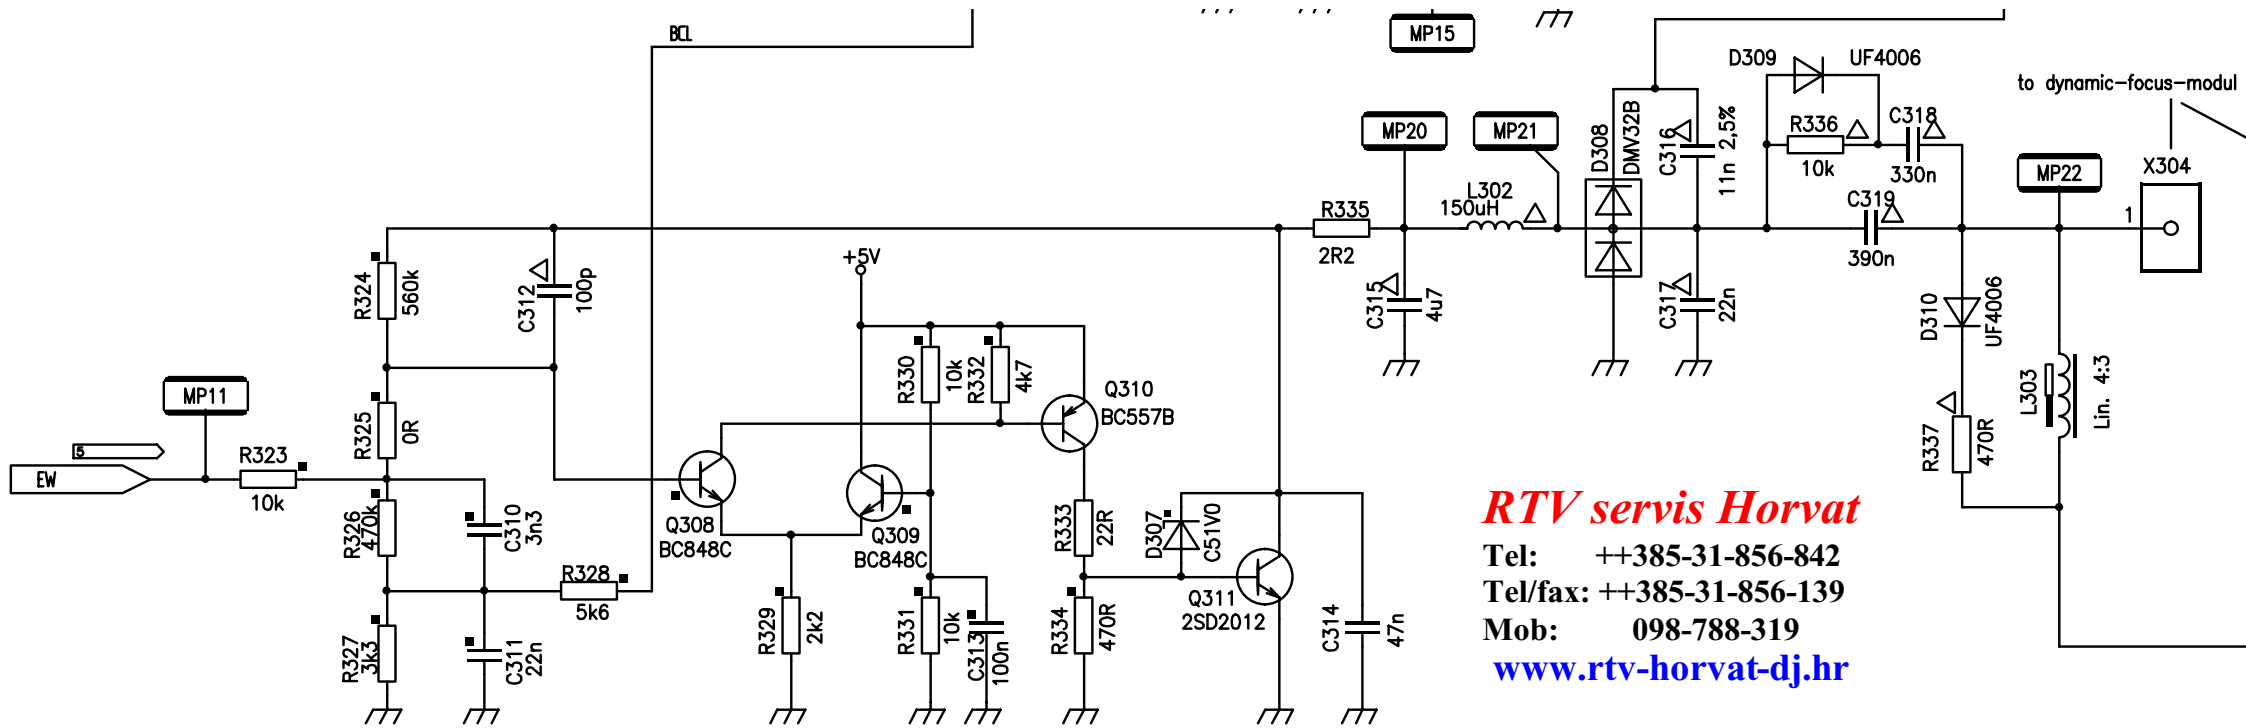 BCL
MP15
D309
UF4006
to dynamic-focus-modul
MP20
MP21
D308
DMV32B
C316
11n 2,5%
R336
10k
C318
330n
MP22
X304
1
L302
150uH
C319
390n
R335
2R2
R324
560k
C312
100p
+5V
C315
4u7
C317
22n
D310
UF4006
R330
10k
R332
4k7
Q310
BC557B
MP11
R325
0R
L303
Lin. 4:3
R337
470R
5
EW
R323
10k
R326
470k
C310
3n3
Q308
BC848C
Q309
BC848C
R333
22R
D307
C51V0
RTV servis Horvat
Tel: ++385-31-856-842
Tel/fax: ++385-31-856-139
Mob: 098-788-319
www.rtv-horvat-dj.hr
R328
5k6
Q311
2SD2012
R327
3k3
C311
22n
R329
2k2
R331
10k
C313
100n
R334
470R
C314
47n